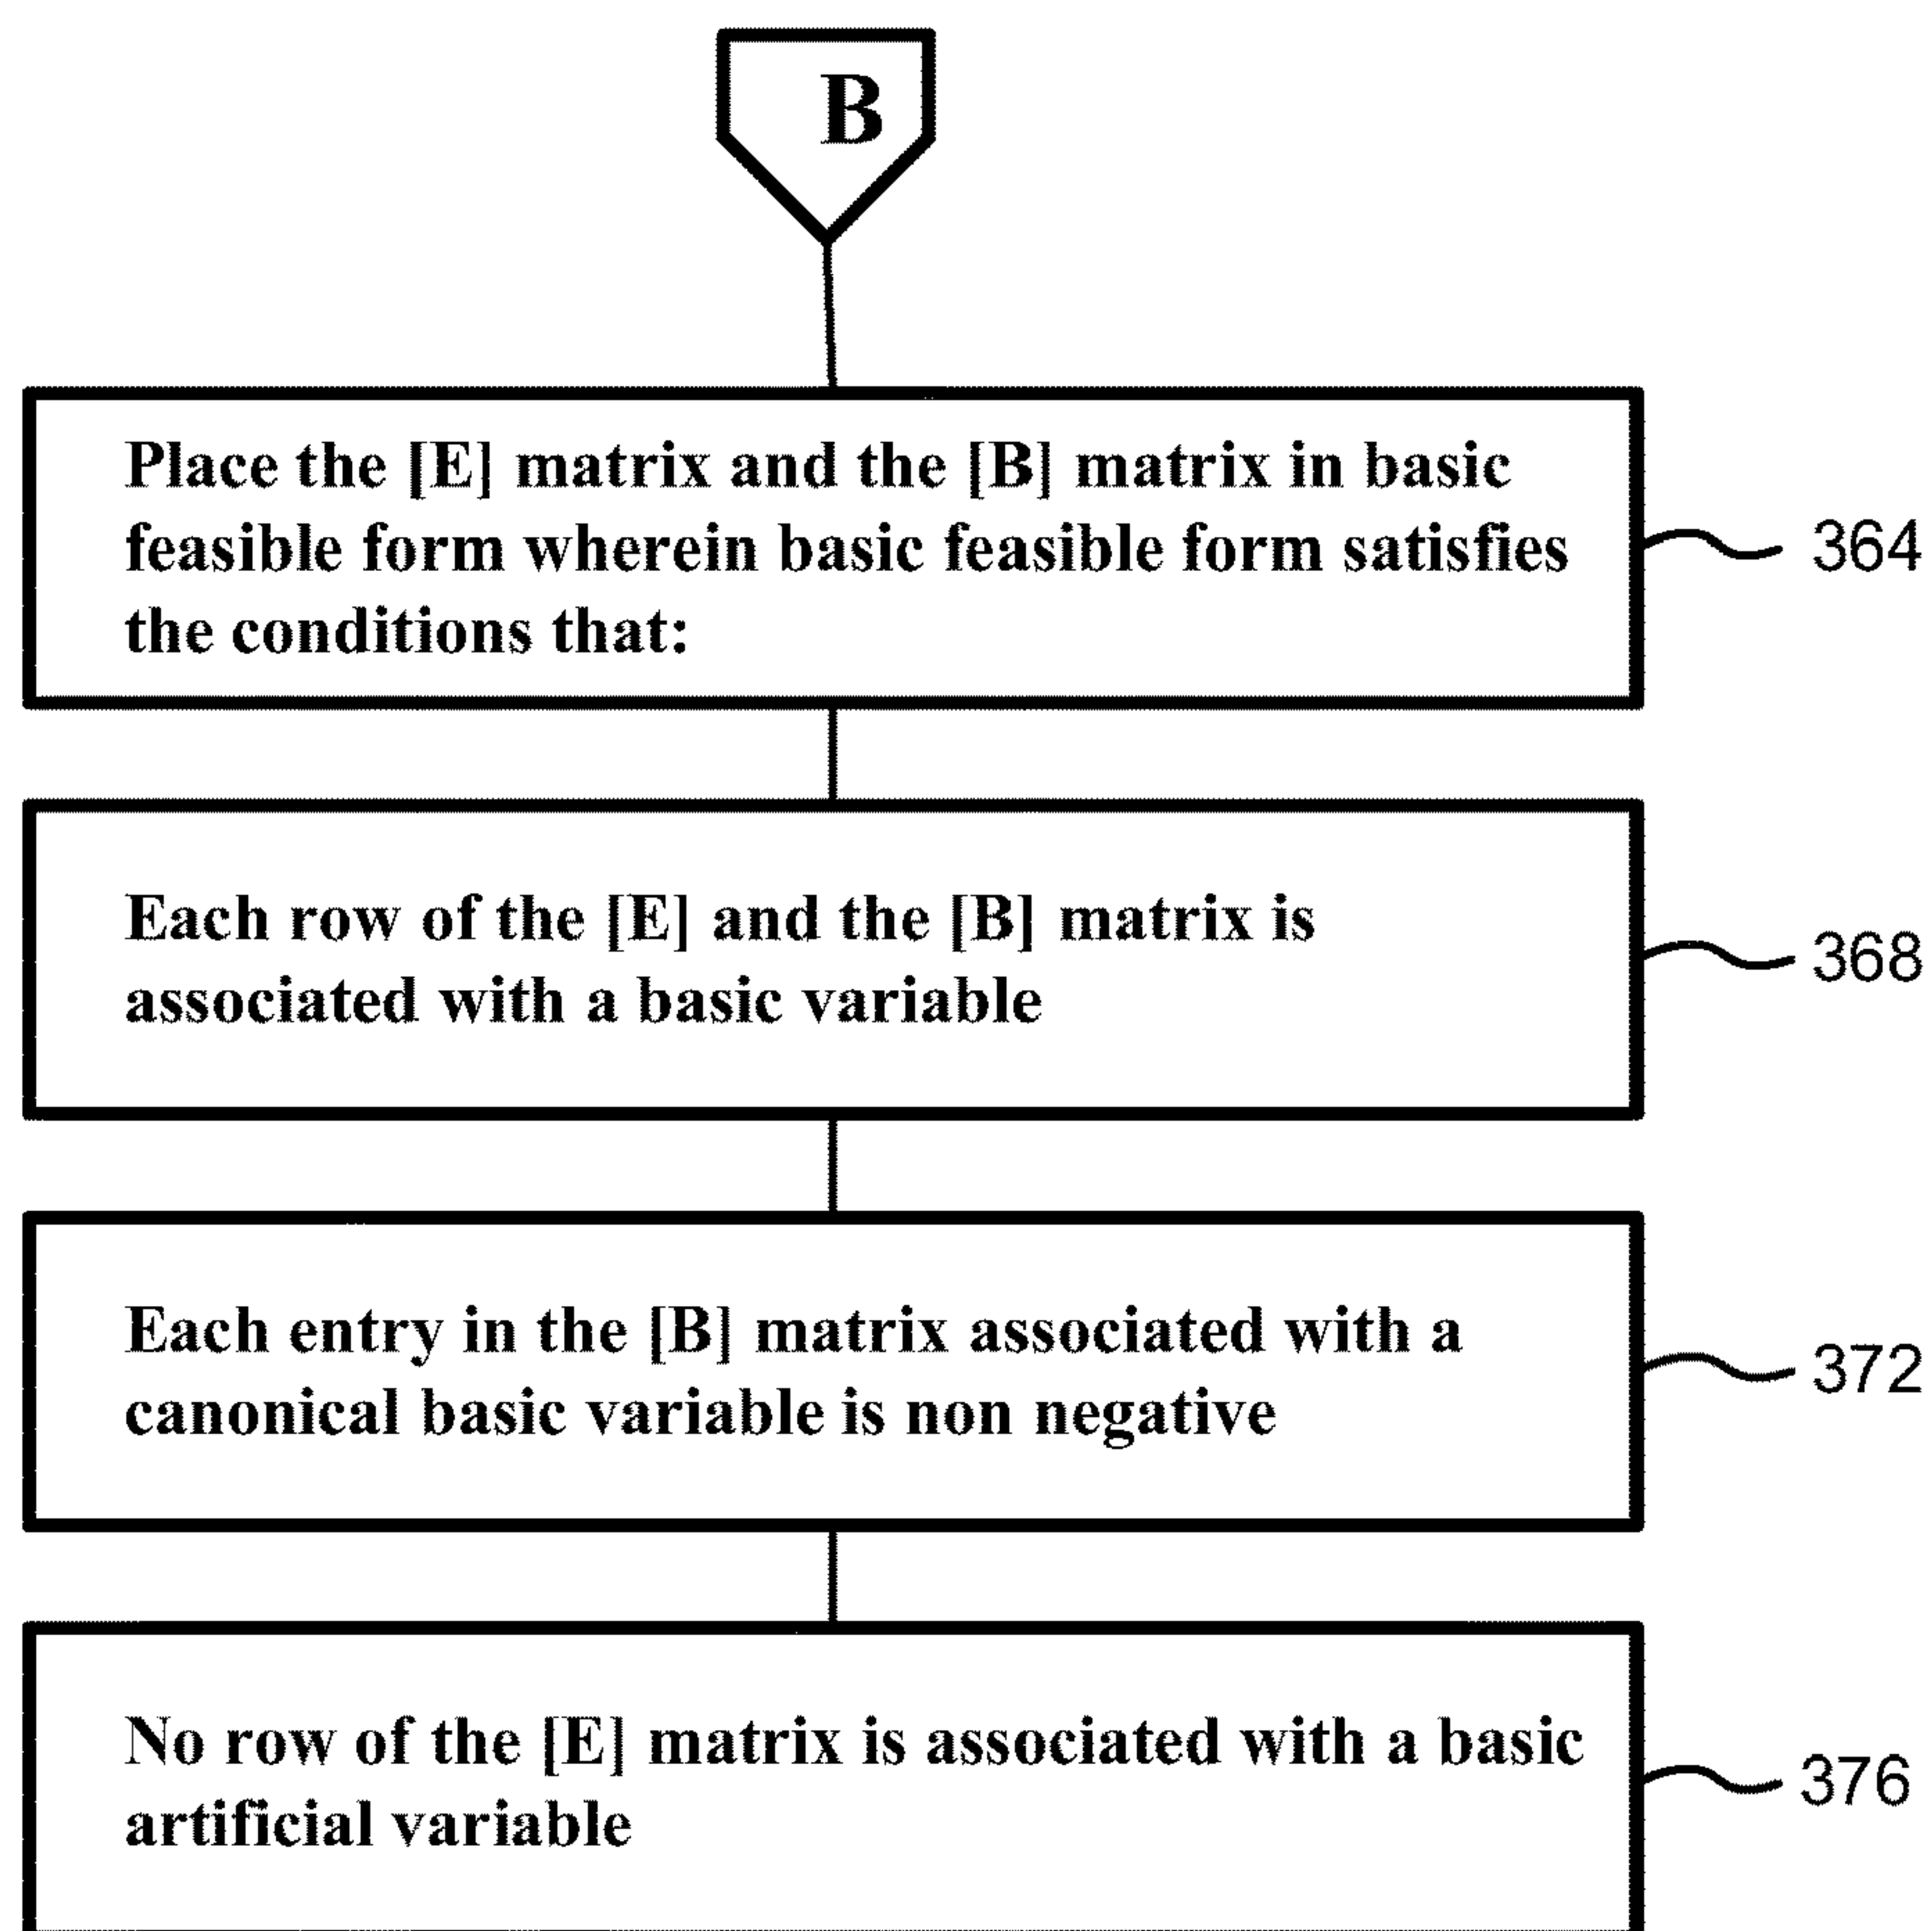 B
Place the [E] matrix and the [B] matrix in basic
feasible form wherein basic feasible form satisfies
the conditions that:
364
Each row of the [E] and the [B] matrix is
associated with a basic variable
368
Each entry in the [B] matrix associated with a
canonical basic variable is non negative
372
No row of the [E] matrix is associated with a basic
artificial variable
376